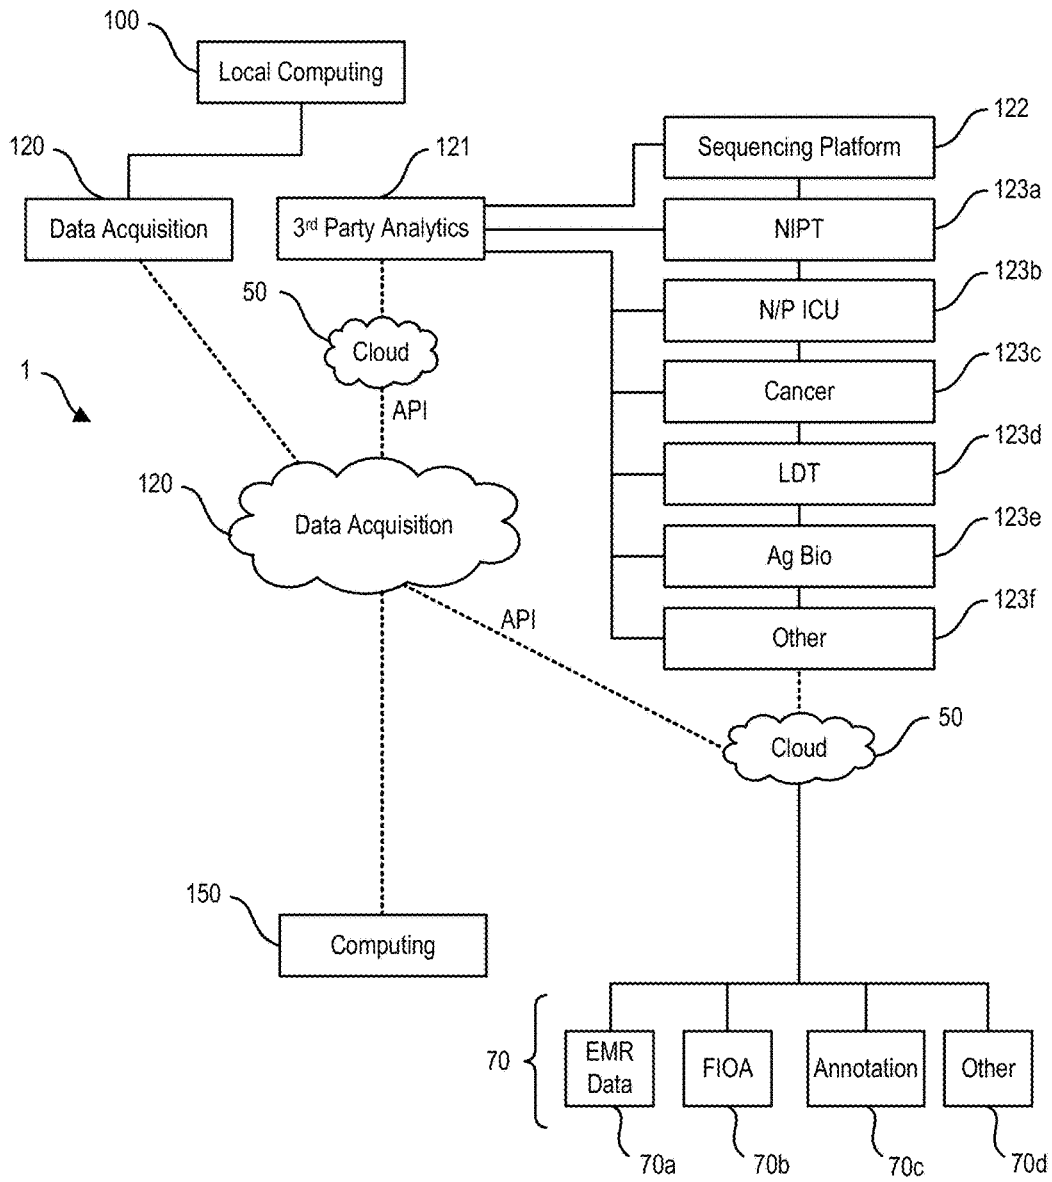 100
Local Computing
120
Data Acquisition
121
3rd Party Analytics
122
Sequencing Platform
123a
NIPT
123b
N/P ICU
123c
Cancer
123d
LDT
123e
Ag Bio
123f
Other
50
Cloud
API
1
120
Data Acquisition
API
50
Cloud
150
Computing
70
EMR
Data
FIOA
Annotation
Other
70a
70b
70c
70d